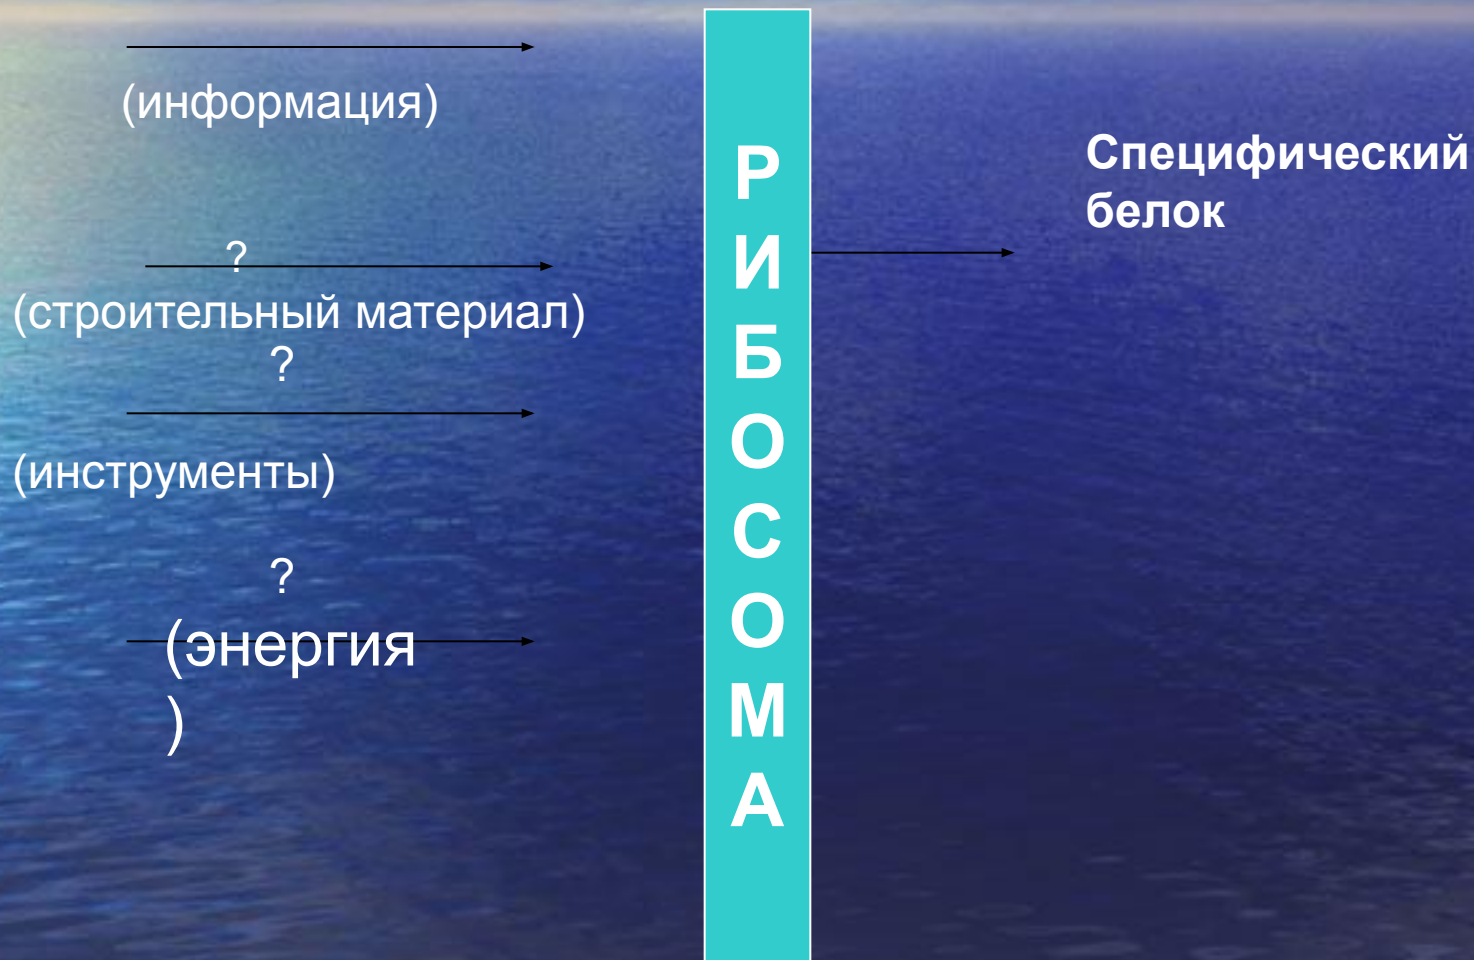 (информация)
?
(строительный материал)
?
(инструменты)
?
(энергия
)
Р
И
Б
О
С
О
М
А
Специфический
белок